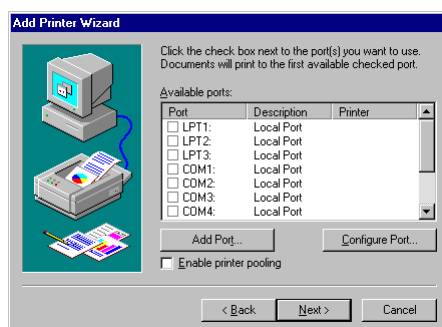 Add Printer Wizard
Click the check box next to the port(s) you want to use.
Documents will print to the first available checked port.
Available ports:
Port Description Printer
LPT1: Local Port
LPT2: Local Port
LPT3: Local Port
COM1: Local Port
COM2: Local Port
COM3: Local Port
COM4: Local Port
Add Port... Configure Port...
Enable printer pooling
< Back Next > Cancel